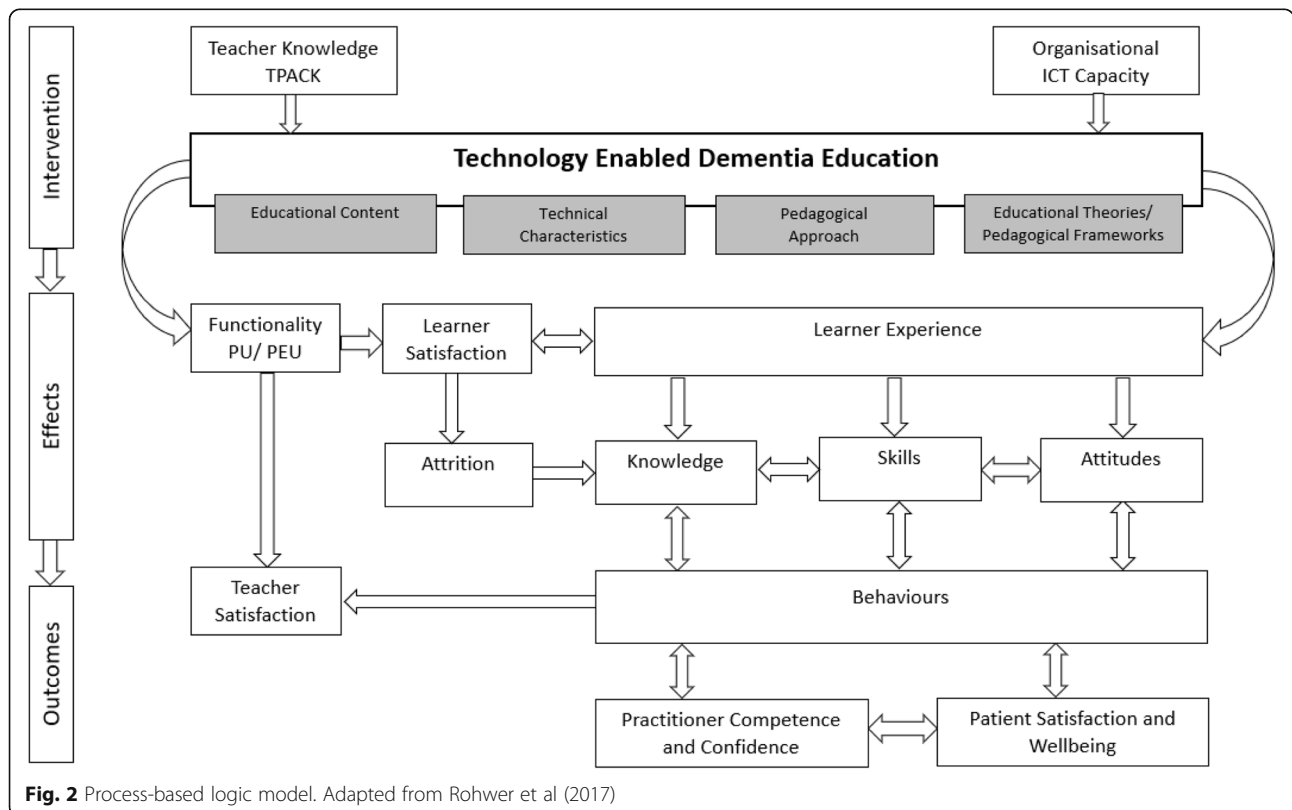 Intervention
Effects
Outcomes
Teacher Knowledge
TPACK
Organisational
ICT Capacity
Technology Enabled Dementia Education
Educational Content
Technical
Characteristics
Pedagogical
Approach
Educational Theories/
Pedagogical Frameworks
Functionality
PU/ PEU
Learner
Satisfaction
Learner Experience
Attrition
Knowledge
Skills
Attitudes
Teacher
Satisfaction
Behaviours
Practitioner Competence
and Confidence
Patient Satisfaction and
Wellbeing
Fig. 2 Process-based logic model. Adapted from Rohwer et al (2017)